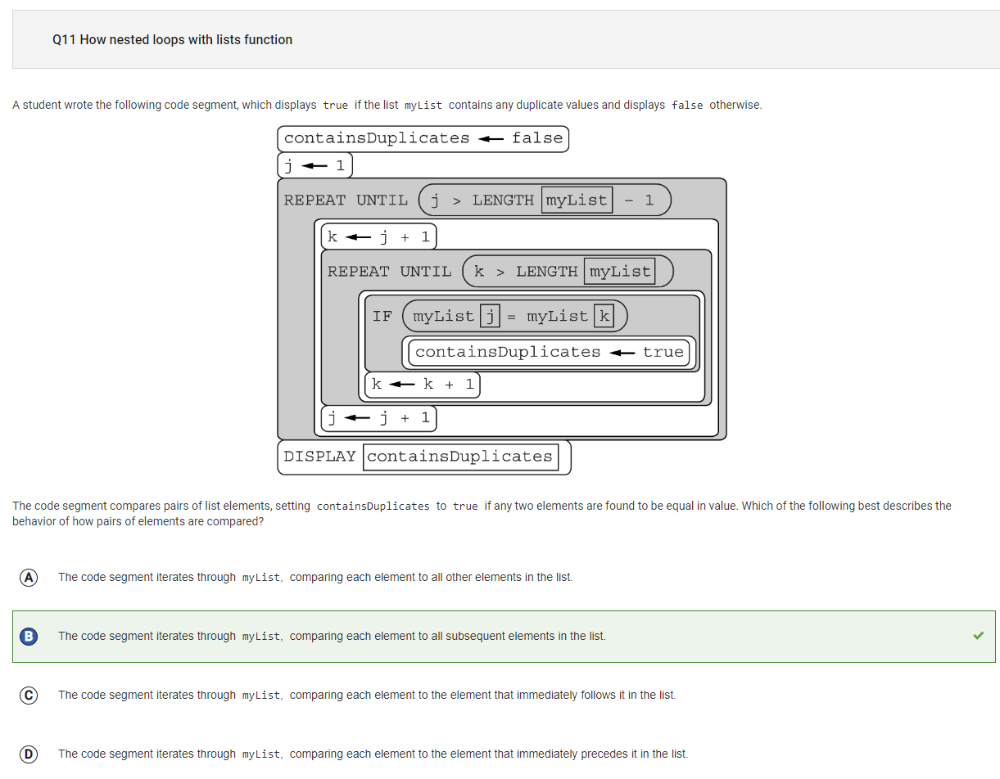 Q11 How nested loops with lists function
A student wrote the following code segment, which displays true if the list myList contains any duplicate values and displays false otherwise.
containsDuplicates ← false
j ← 1
REPEAT UNTIL j > LENGTH myList - 1
k ← j + 1
REPEAT UNTIL k > LENGTH myList
IF myList j = myList k
containsDuplicates ← true
k ← k + 1
j ← j + 1
DISPLAY containsDuplicates
The code segment compares pairs of list elements, setting containsDuplicates to true if any two elements are found to be equal in value. Which of the following best describes the
behavior of how pairs of elements are compared?
A The code segment iterates through myList, comparing each element to all other elements in the list.
B The code segment iterates through myList, comparing each element to all subsequent elements in the list.
C The code segment iterates through myList, comparing each element to the element that immediately follows it in the list.
D The code segment iterates through myList, comparing each element to the element that immediately precedes it in the list.